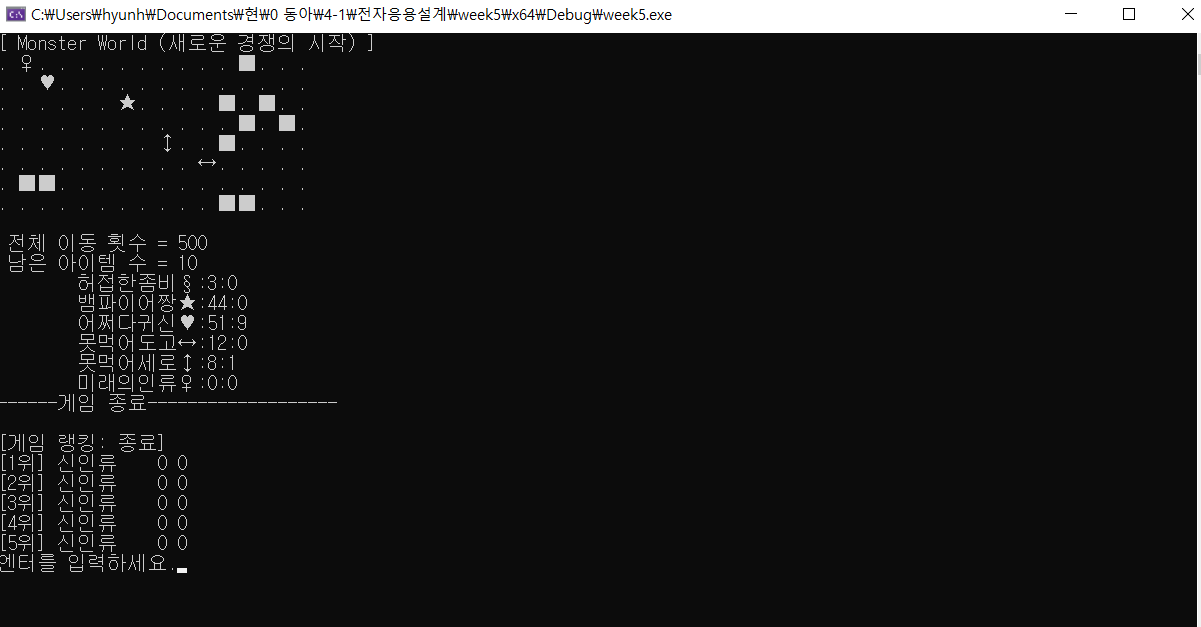 C:\Users\hyunh\Documents\현\0 동아\4-1\전자응용설계\week5\x64\Debug\week5.exe
[ Monster World (새로운 경쟁의 시작) ]
. ♀. . . . . . . . . . ■. . .
. . ♥. . . . . . . . . . . . .
. . . . . . ★. . . . ■. ■. .
. . . . . . . . . . . . ■. ■.
. . . . . . . . ↕. . ■. . . .
. . . . . . . . . . ↔. . . . .
. ■■. . . . . . . . . . . . .
. . . . . . . . . . . ■■. . .
전체 이동 횟수 = 500
남은 아이템 수 = 10
허접한좀비§:3:0
뱀파이어짱★:44:0
어쩌다귀신♥:51:9
못먹어도고↔:12:0
못먹어세로↕:8:1
미래의인류♀:0:0
------게임 종료-------------------
[게임 랭킹: 종료]
[1위] 신인류    0 0
[2위] 신인류    0 0
[3위] 신인류    0 0
[4위] 신인류    0 0
[5위] 신인류    0 0
엔터를 입력하세요.